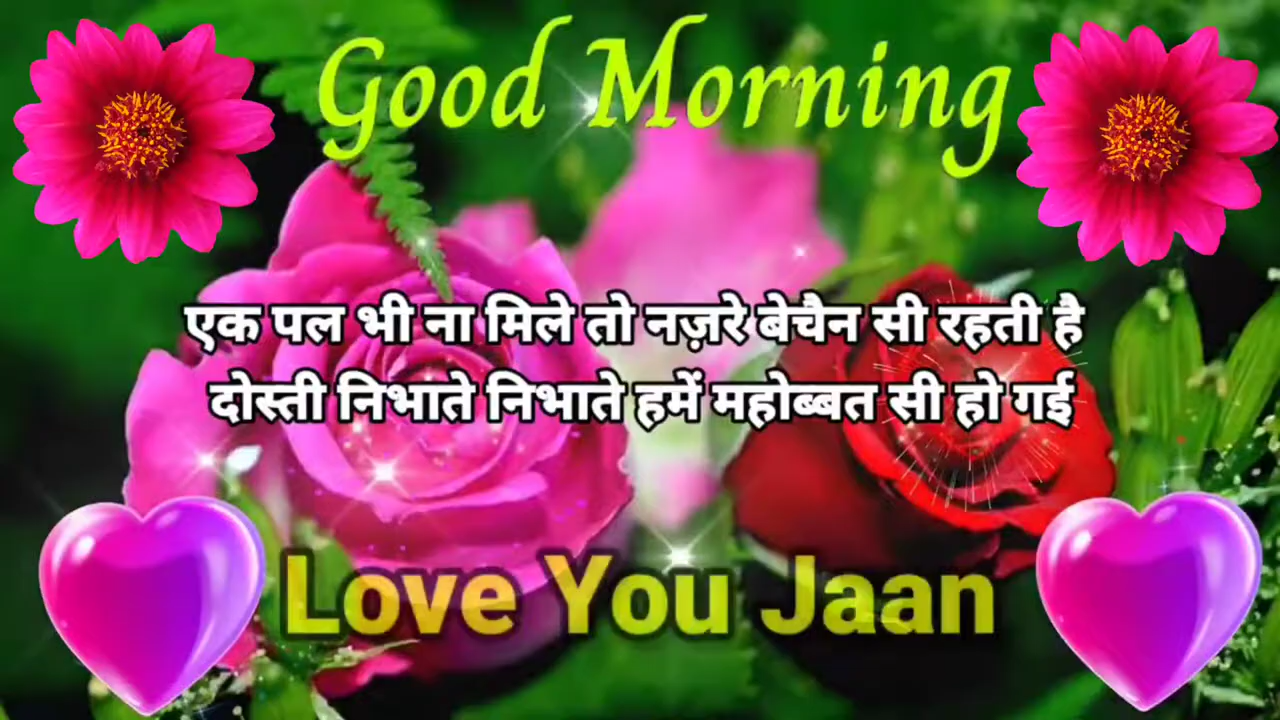 Good Morning
एक पल भी ना मिले तो नज़रे बेचैन सी रहती है
दोस्ती निभाते निभाते हमें महोब्बत सी हो गई
Love You Jaan